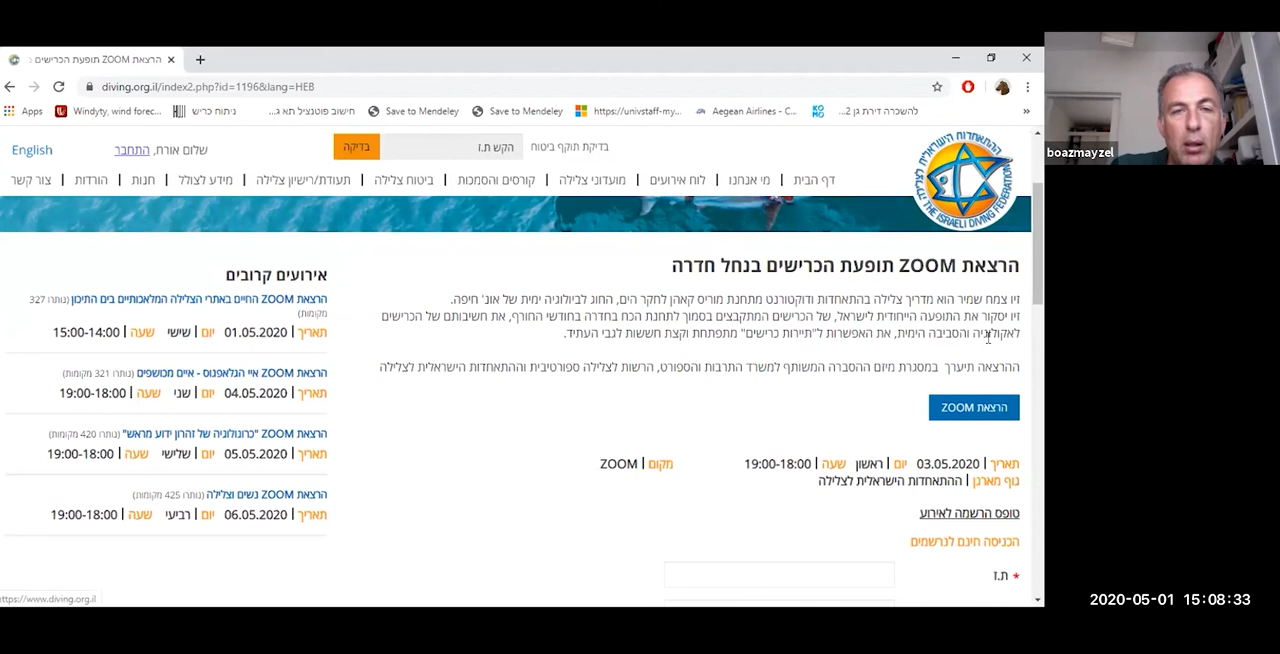 הרצאת ZOOM תופעת הכרישים נ
diving.org.il/index2.php?id=1196&lang=HEB
Apps
Windyty, wind forec...
ניתוח כריש
חישוב פוטנציל תא ג...
Save to Mendeley
Save to Mendeley
https://univstaff-my...
Aegean Airlines - C...
KOMO
להשכרה דירת גן 2...
»
boazmayzel
English
שלום אורח, התחבר
בדיקת תוקף ביטוח
הקש ת.ז
בדיקה
דף הבית | מי אנחנו | לוח אירועים | מועדוני צלילה | קורסים והסמכות | ביטוח צלילה | תעודת/רישיון צלילה | מידע לצולל | חנות | הורדות | צור קשר
ההתאחדות הישראלית לצלילה
THE ISRAELI DIVING FEDERATION
הרצאת ZOOM תופעת הכרישים בנחל חדרה
זיו צמח שמיר הוא מדריך צלילה בהתאחדות ודוקטורנט מתחנת מוריס קאהן לחקר הים, החוג לביולוגיה ימית של אונ' חיפה.
זיו יסקור את התופעה הייחודית לישראל, של הכרישים המתקבצים בסמוך לתחנת הכח בחדרה בחודשי החורף, את חשיבותם של הכרישים
לאקולוגיה והסביבה הימית, את האפשרות ל"תיירות כרישים" מתפתחת וקצת חששות לגבי העתיד.
ההרצאה תיערך במסגרת מיזם ההסברה המשותף למשרד התרבות והספורט, הרשות לצלילה ספורטיבית וההתאחדות הישראלית לצלילה
הרצאת ZOOM
תאריך | 03.05.2020 יום | ראשון שעה | 19:00-18:00 מקום | ZOOM
גוף מארגן | ההתאחדות הישראלית לצלילה
טופס הרשמה לאירוע
הכניסה חינם לנרשמים
* ת.ז
אירועים קרובים
הרצאת ZOOM החיים באתרי הצלילה המלאכותיים בים התיכון (נותרו 327
מקומות)
תאריך | 01.05.2020 יום | שישי שעה | 15:00-14:00
הרצאת ZOOM איי הגלאפגוס - איים מכושפים (נותרו 321 מקומות)
תאריך | 04.05.2020 יום | שני שעה | 19:00-18:00
הרצאת ZOOM "כרונולוגיה של זהרון ידוע מראש" (נותרו 420 מקומות)
תאריך | 05.05.2020 יום | שלישי שעה | 19:00-18:00
הרצאת ZOOM נשים וצלילה (נותרו 425 מקומות)
תאריך | 06.05.2020 יום | רביעי שעה | 19:00-18:00
https://www.diving.org.il
2020-05-01 15:08:33